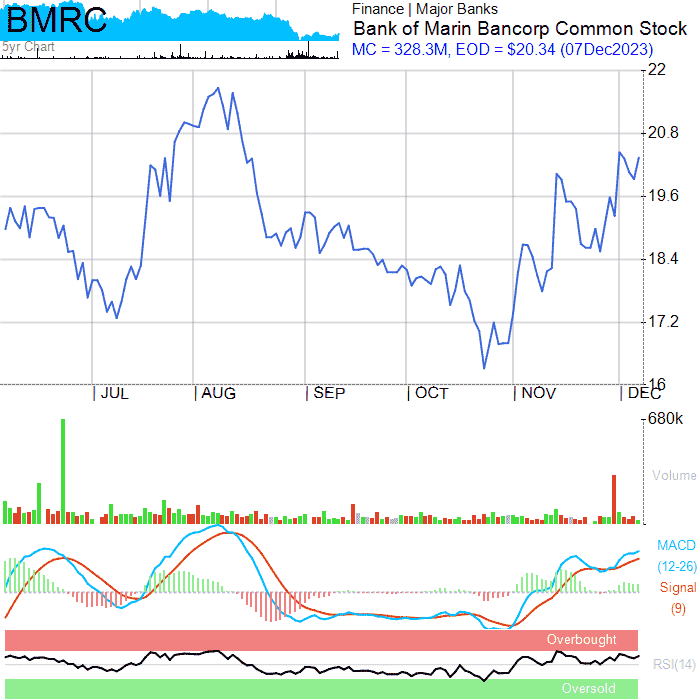 BMRC
5yr Chart
Finance | Major Banks
Bank of Marin Bancorp Common Stock
MC = 328.3M, EOD = $20.34 (07Dec2023)
22
20.8
19.6
18.4
17.2
16
JUL
AUG
SEP
OCT
NOV
DEC
680k
Volume
MACD
(12-26)
Signal
(9)
Overbought
RSI(14)
Oversold